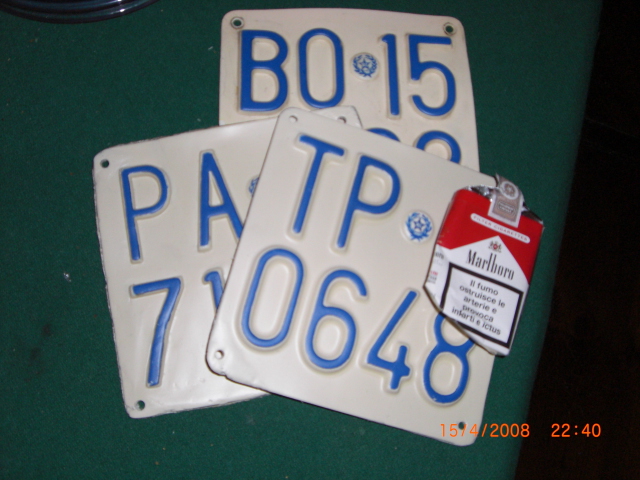 BO 15
PA
71
TP
0648
Marlboro
Il fumo
ostruisce le
arterie e
provoca
infarti e ictus
15/4/2008 22:40